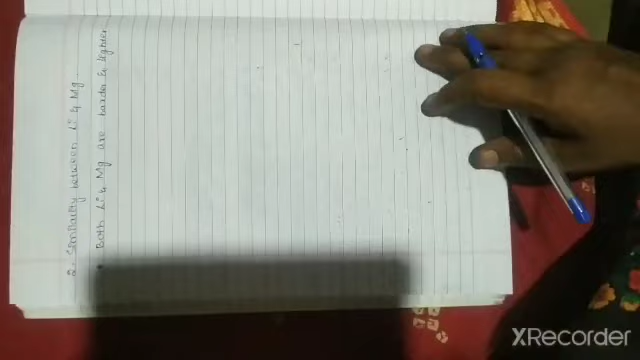 2. Similarity between Li & Mg
• Both Li & Mg are harder & lighter
XRecorder